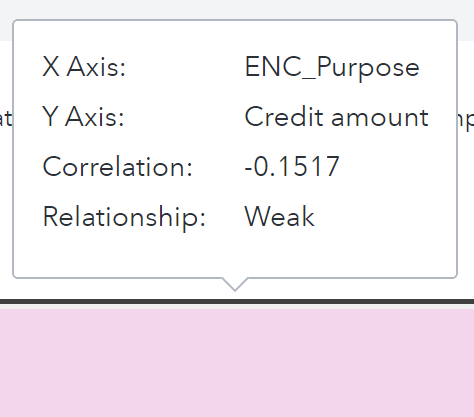 X Axis: ENC_Purpose
Y Axis: Credit amount
Correlation: -0.1517
Relationship: Weak